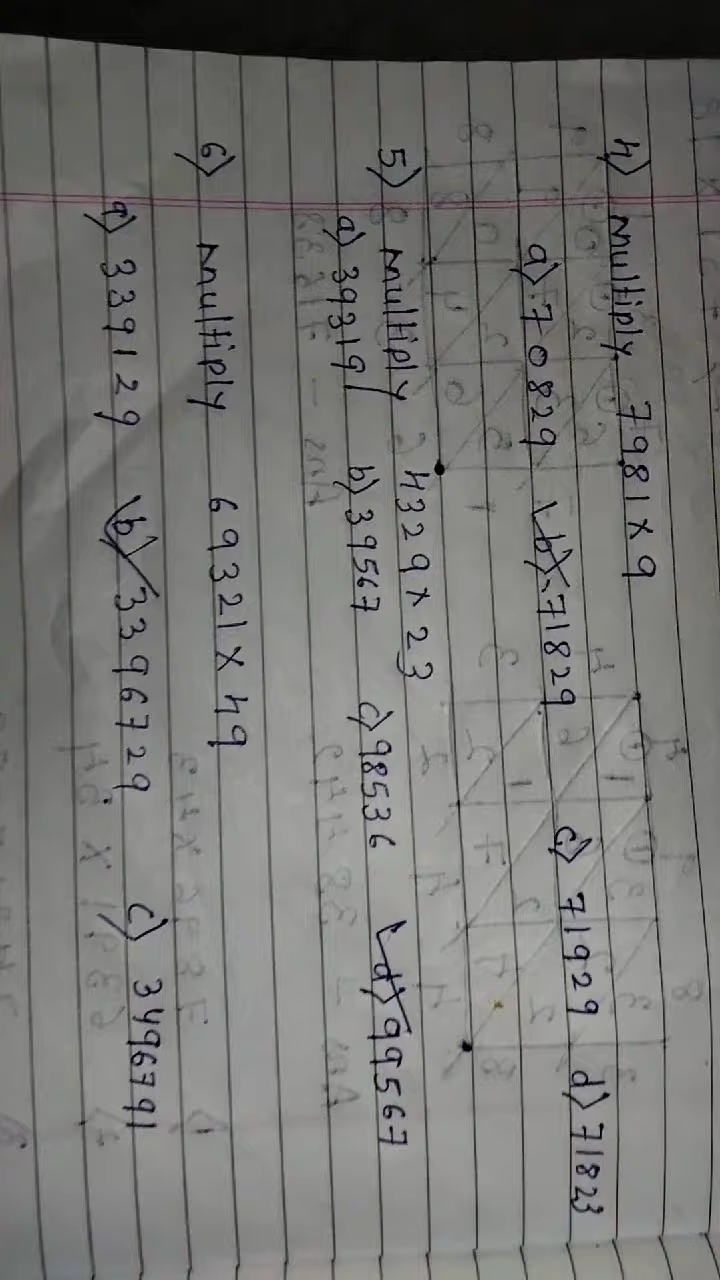 4) Multiply 7981 x 9
a) 70829 b) 71829 c) 71929 d) 71823
5) Multiply 4329 x 23
a) 39319 b) 39567 c) 98536 d) 99567
6) Multiply 69321 x 49
a) 339129 b) 3396729 c) 3496791